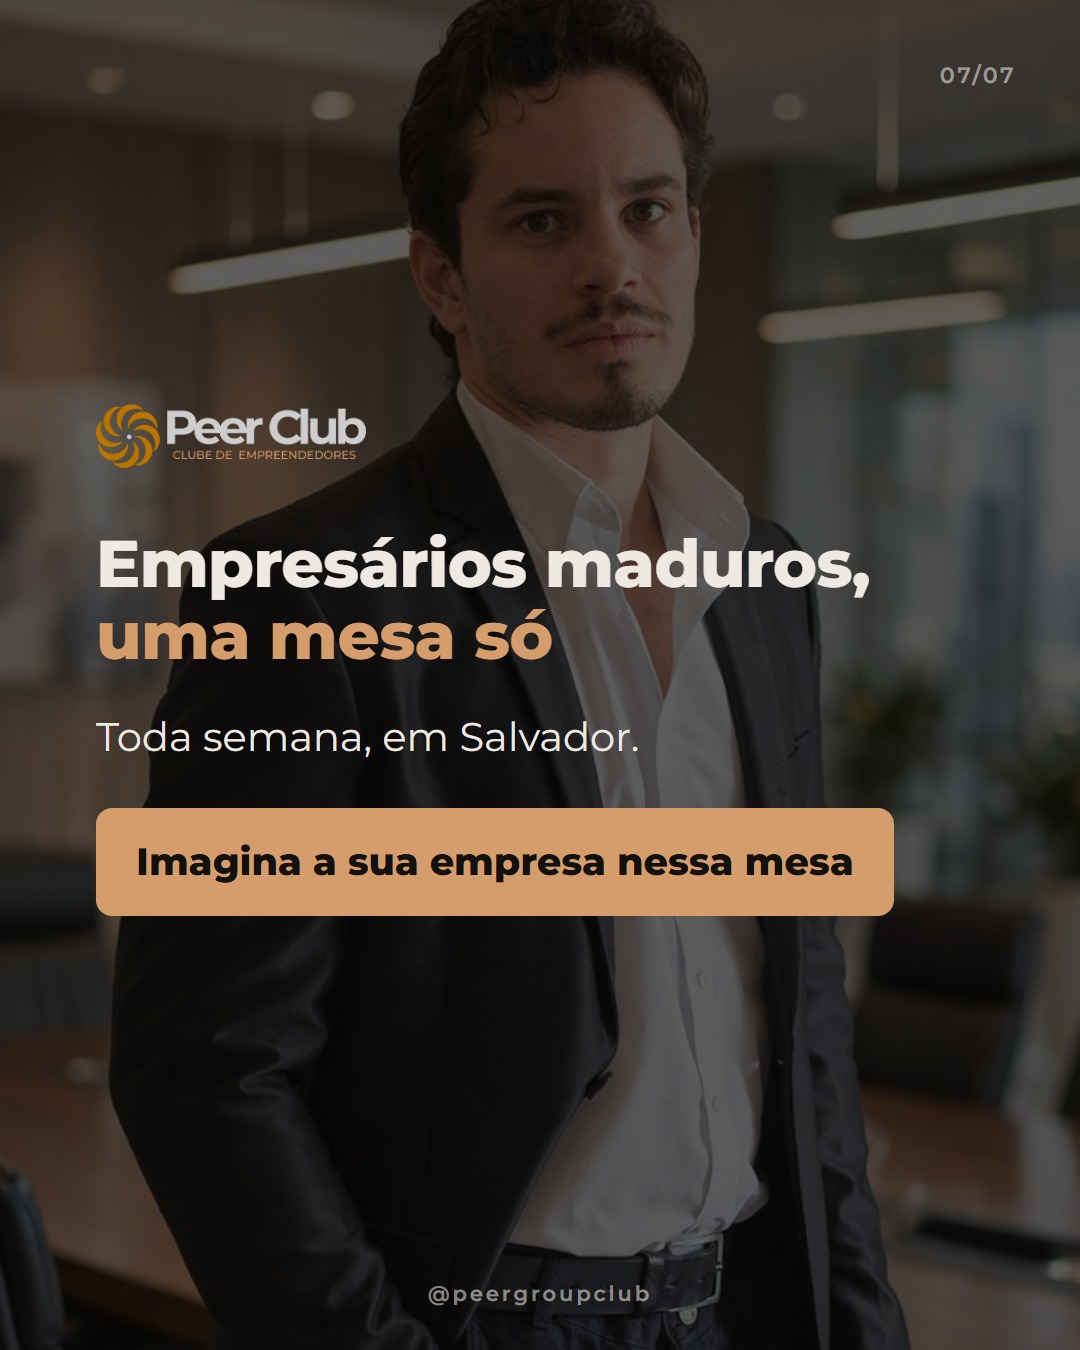 07/07
Peer Club
CLUBE DE EMPREENDEDORES
Empresários maduros,
uma mesa só
Toda semana, em Salvador.
Imagina a sua empresa nessa mesa
@peergroupclub